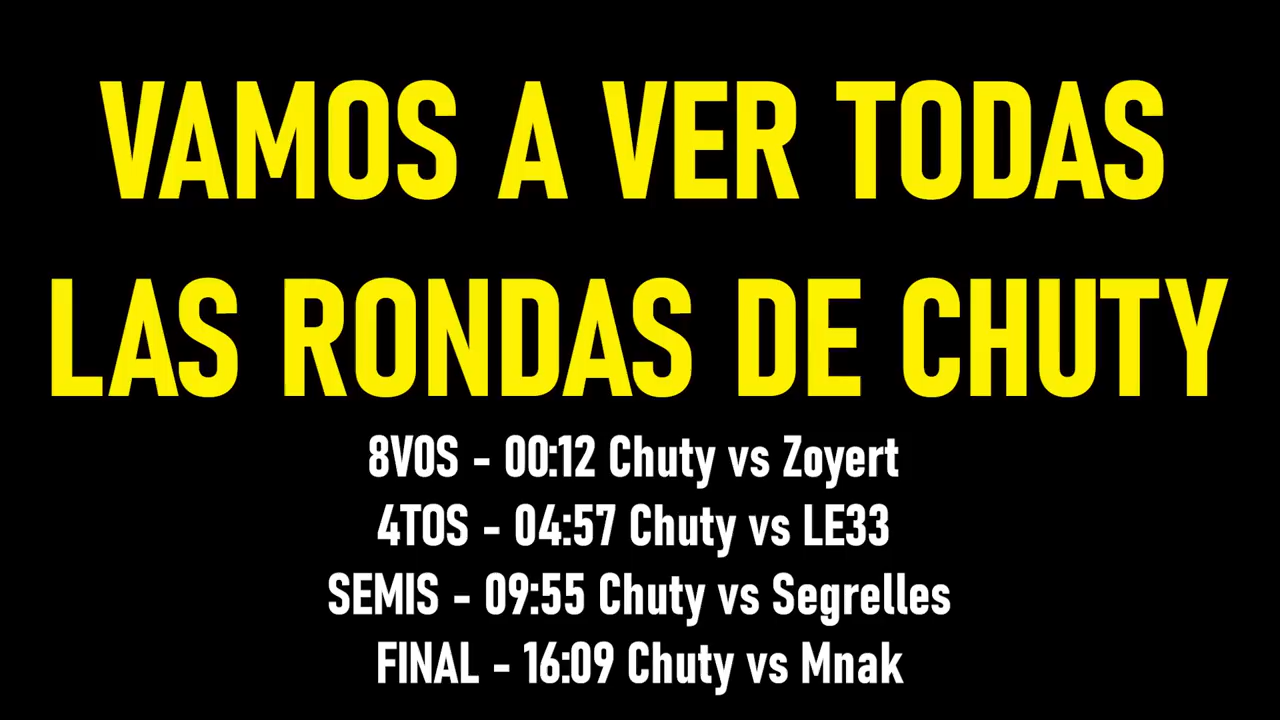 VAMOS A VER TODAS
LAS RONDAS DE CHUTY
8VOS - 00:12 Chuty vs Zoyert
4TOS - 04:57 Chuty vs LE33
SEMIS - 09:55 Chuty vs Segrelles
FINAL - 16:09 Chuty vs Mnak